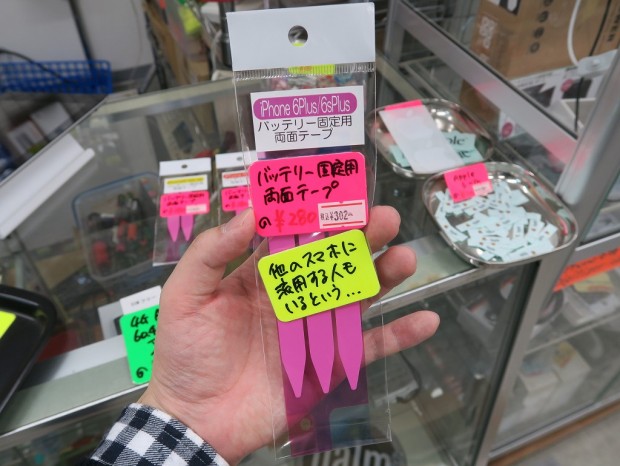 iPhone 6Plus/6sPlus
バッテリー固定用
両面テープ
バッテリー固定用
両面テープ
の¥280
税込¥302
他のスマホに
流用する人も
いるという…
apple